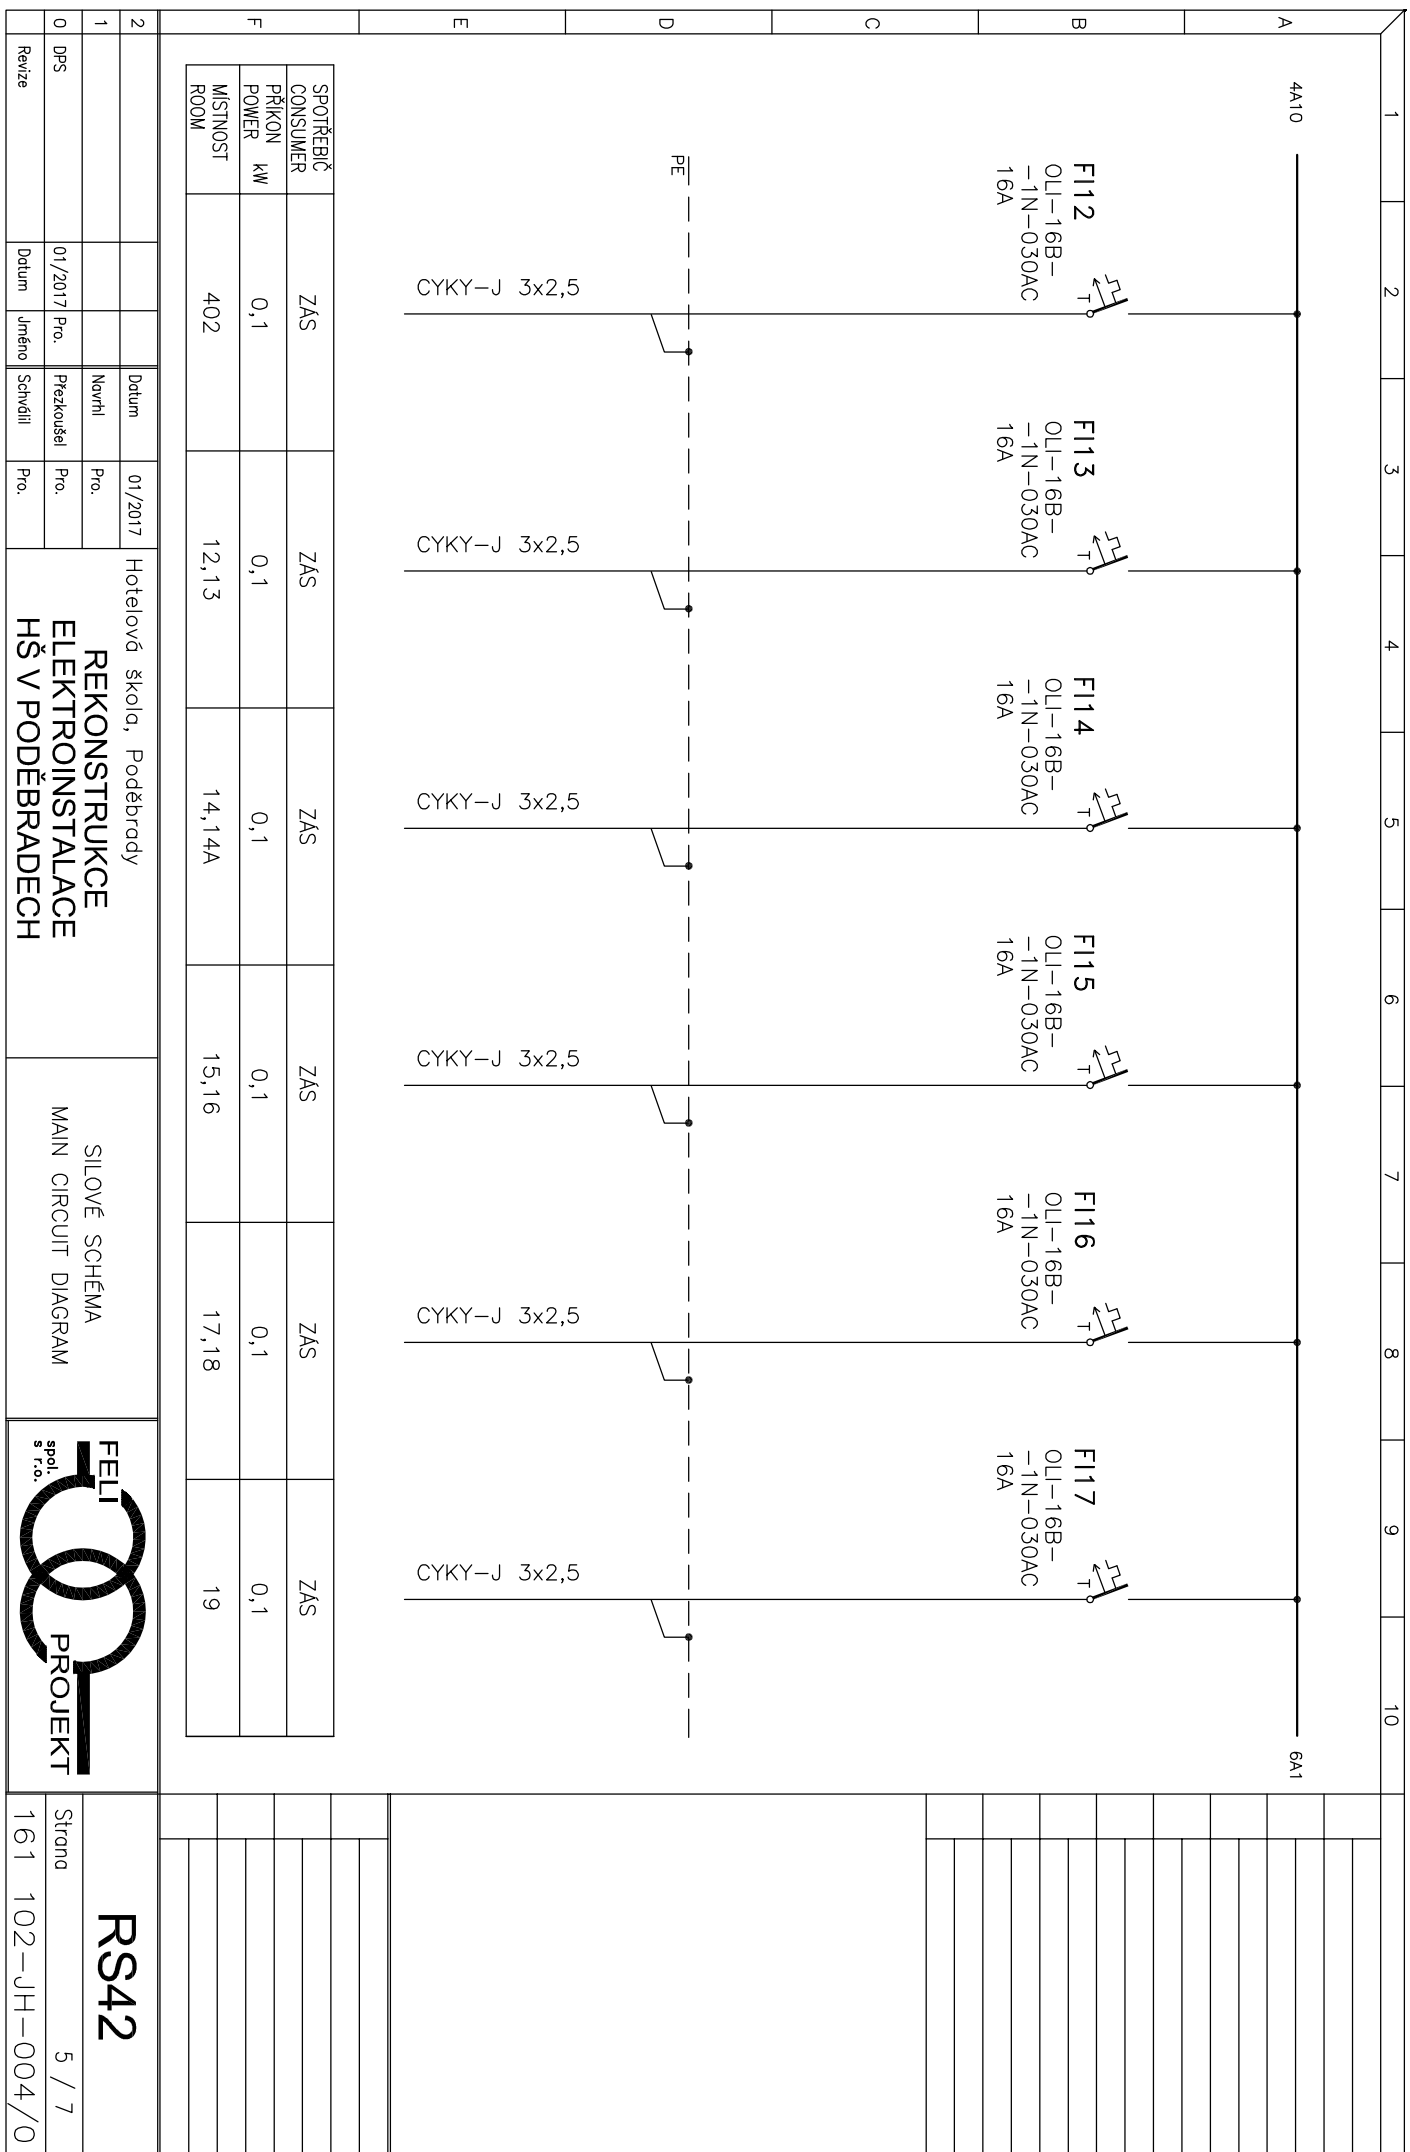 1 2 3 4 5 6 7 8 9 10
A
B
C
D
E
F
4A10
6A1
FI12
OLI-16B-
-1N-030AC
16A
FI13
OLI-16B-
-1N-030AC
16A
FI14
OLI-16B-
-1N-030AC
16A
FI15
OLI-16B-
-1N-030AC
16A
FI16
OLI-16B-
-1N-030AC
16A
FI17
OLI-16B-
-1N-030AC
16A
T T T T T T
PE
CYKY-J 3x2,5
CYKY-J 3x2,5
CYKY-J 3x2,5
CYKY-J 3x2,5
CYKY-J 3x2,5
CYKY-J 3x2,5
SPOTŘEBIČ
CONSUMER
ZÁS ZÁS ZÁS ZÁS ZÁS ZÁS
PŘÍKON
POWER kW
0,1 0,1 0,1 0,1 0,1 0,1
MÍSTNOST
ROOM
402 12,13 14,14A 15,16 17,18 19
2
1
0 DPS 01/2017 Pro.
Revize Datum Jméno
Datum 01/2017
Navrhl Pro.
Přezkoušel Pro.
Schválil Pro.
Hotelová škola, Poděbrady
REKONSTRUKCE
ELEKTROINSTALACE
HŠ V PODĚBRADECH
SILOVÉ SCHÉMA
MAIN CIRCUIT DIAGRAM
FELI
spol.
s r.o.
PROJEKT
RS42
Strana 5 / 7
161 102-JH-004/0